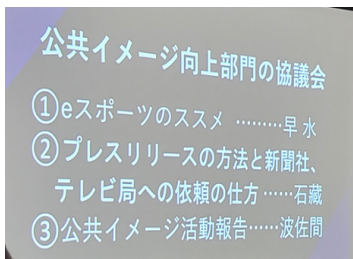 公共イメージ向上部門の協議会
①eスポーツのススメ ………早 水
②プレスリリースの方法と新聞社、
テレビ局への依頼の仕方……石藏
③公共イメージ活動報告……波佐間